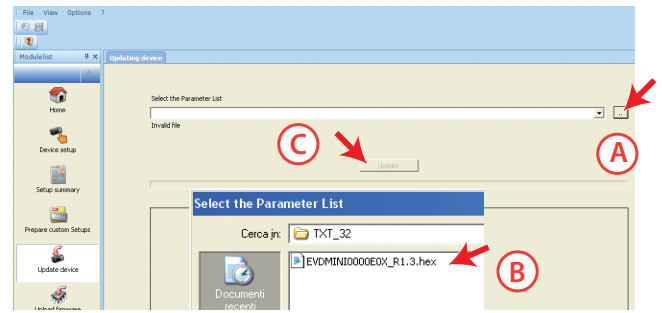 File View Options ?
Module list
Updating device
Home
Device setup
Setup summary
Prepare custom Setups
Update device
Upload firmware
Select the Parameter List
..
Invalid file
Update
A
C
Select the Parameter List
Cerca in:
TXT_32
EVDMINI0000E0X_R1.3.hex
B
Documenti
recenti